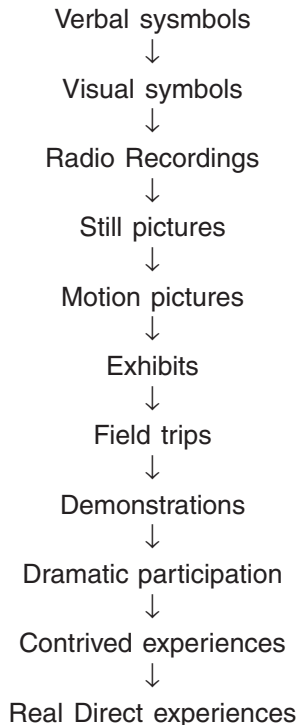 Verbal sysmbols
↓
Visual symbols
↓
Radio Recordings
↓
Still pictures
↓
Motion pictures
↓
Exhibits
↓
Field trips
↓
Demonstrations
↓
Dramatic participation
↓
Contrived experiences
↓
Real Direct experiences